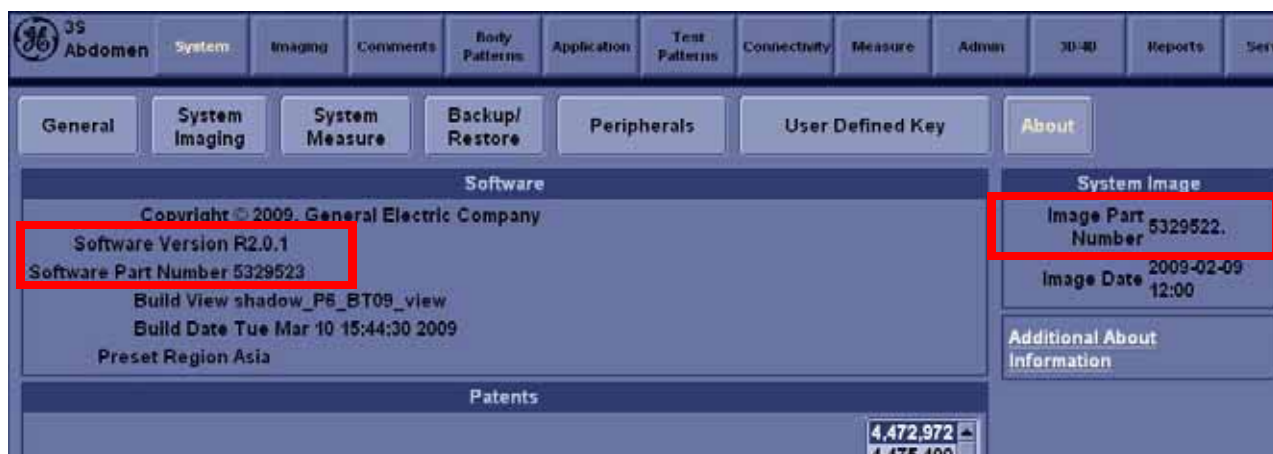 3S
Abdomen
System
Imaging
Comments
Body
Patterns
Application
Test
Patterns
Connectivity
Measure
Admin
3D/4D
Reports
General
System
Imaging
System
Measure
Backup/
Restore
Peripherals
User Defined Key
About
Software
Copyright © 2009. General Electric Company
Software Version R2.0.1
Software Part Number 5329523
Build View shadow_P6_BT09_view
Build Date Tue Mar 10 15:44:30 2009
Preset Region Asia
System Image
Image Part
Number 5329522.
Image Date 2009-02-09
12:00
Additional About
Information
Patents
4,472,972